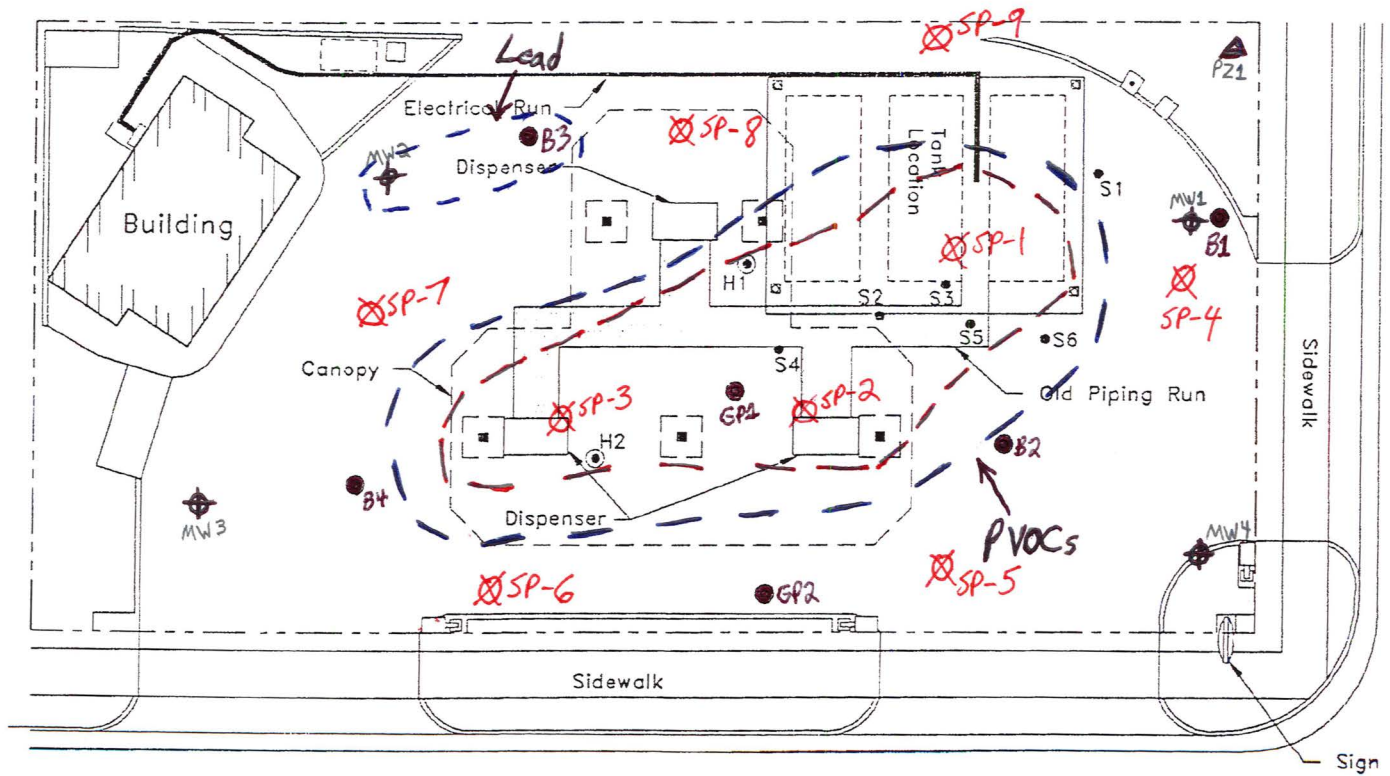 SP-9
Lead
PZ1
Electrical Run
SP-8
B3
MW2
Dispenser
Tank
Location
S1
MW1
B1
Building
SP-1
H1
SP-7
S3
S2
SP-4
S5
S6
S4
Canopy
Old Piping Run
Sidewalk
SP-3
GP1
SP-2
H2
B2
B4
MW3
Dispenser
PVOCs
MW4
SP-6
GP2
SP-5
Sidewalk
Sign